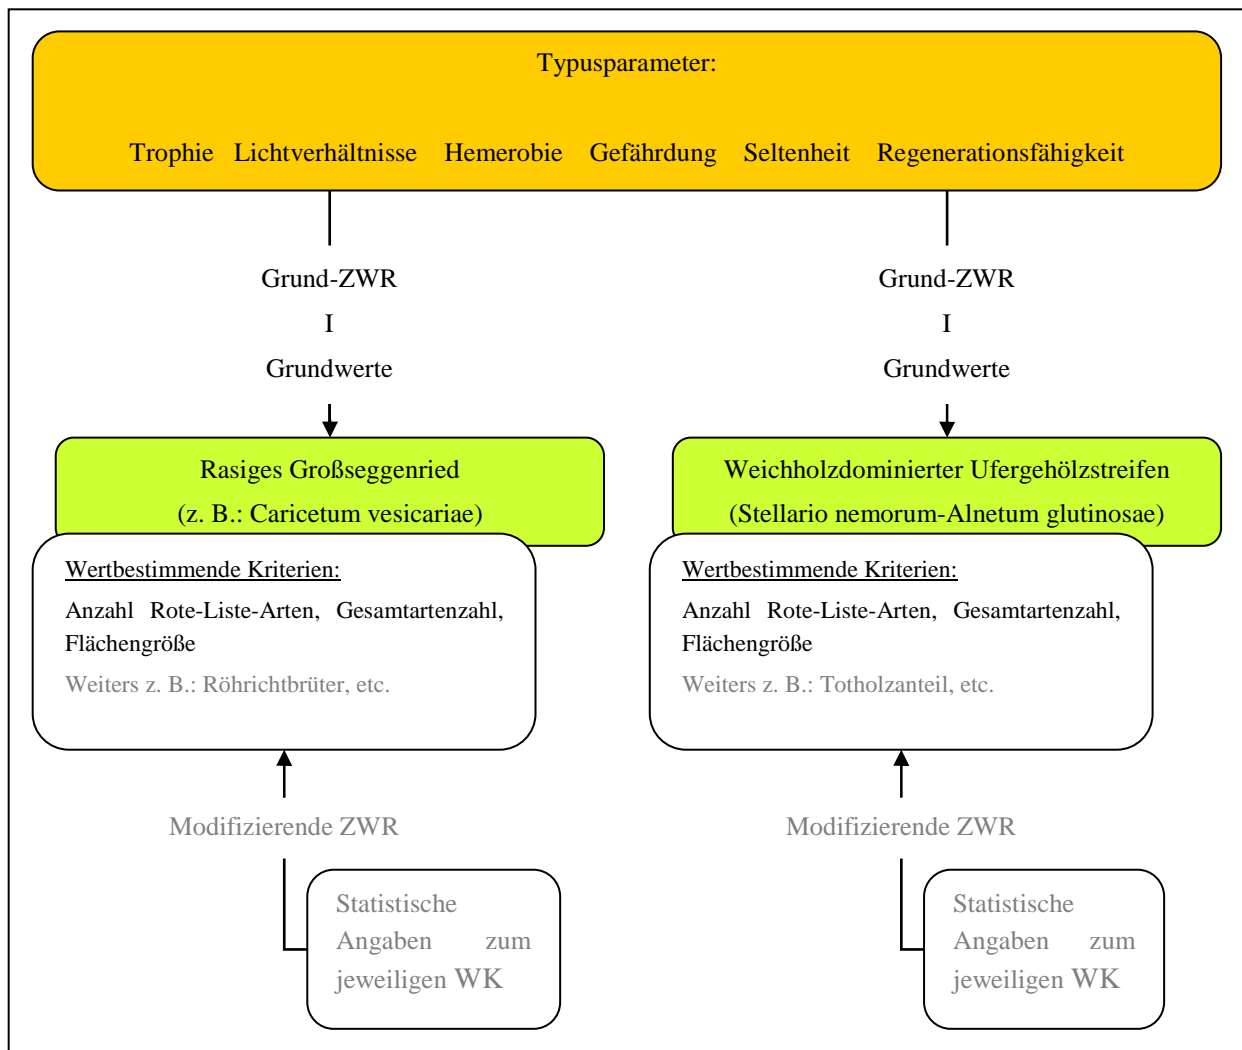 Typusparameter:
Trophie Lichtverhältnisse Hemerobie Gefährdung Seltenheit Regenerationsfähigkeit
Grund-ZWR
I
Grundwerte
Rasiges Großseggenried
(z. B.: Caricetum vesicariae)
Wertbestimmende Kriterien:
Anzahl Rote-Liste-Arten, Gesamtartenzahl,
Flächengröße
Weiters z. B.: Röhrichtbrüter, etc.
Modifizierende ZWR
Statistische
Angaben zum
jeweiligen WK
Grund-ZWR
I
Grundwerte
Weichholzdominierter Ufergehölzstreifen
(Stellario nemorum-Alnetum glutinosae)
Wertbestimmende Kriterien:
Anzahl Rote-Liste-Arten, Gesamtartenzahl,
Flächengröße
Weiters z. B.: Totholzanteil, etc.
Modifizierende ZWR
Statistische
Angaben zum
jeweiligen WK